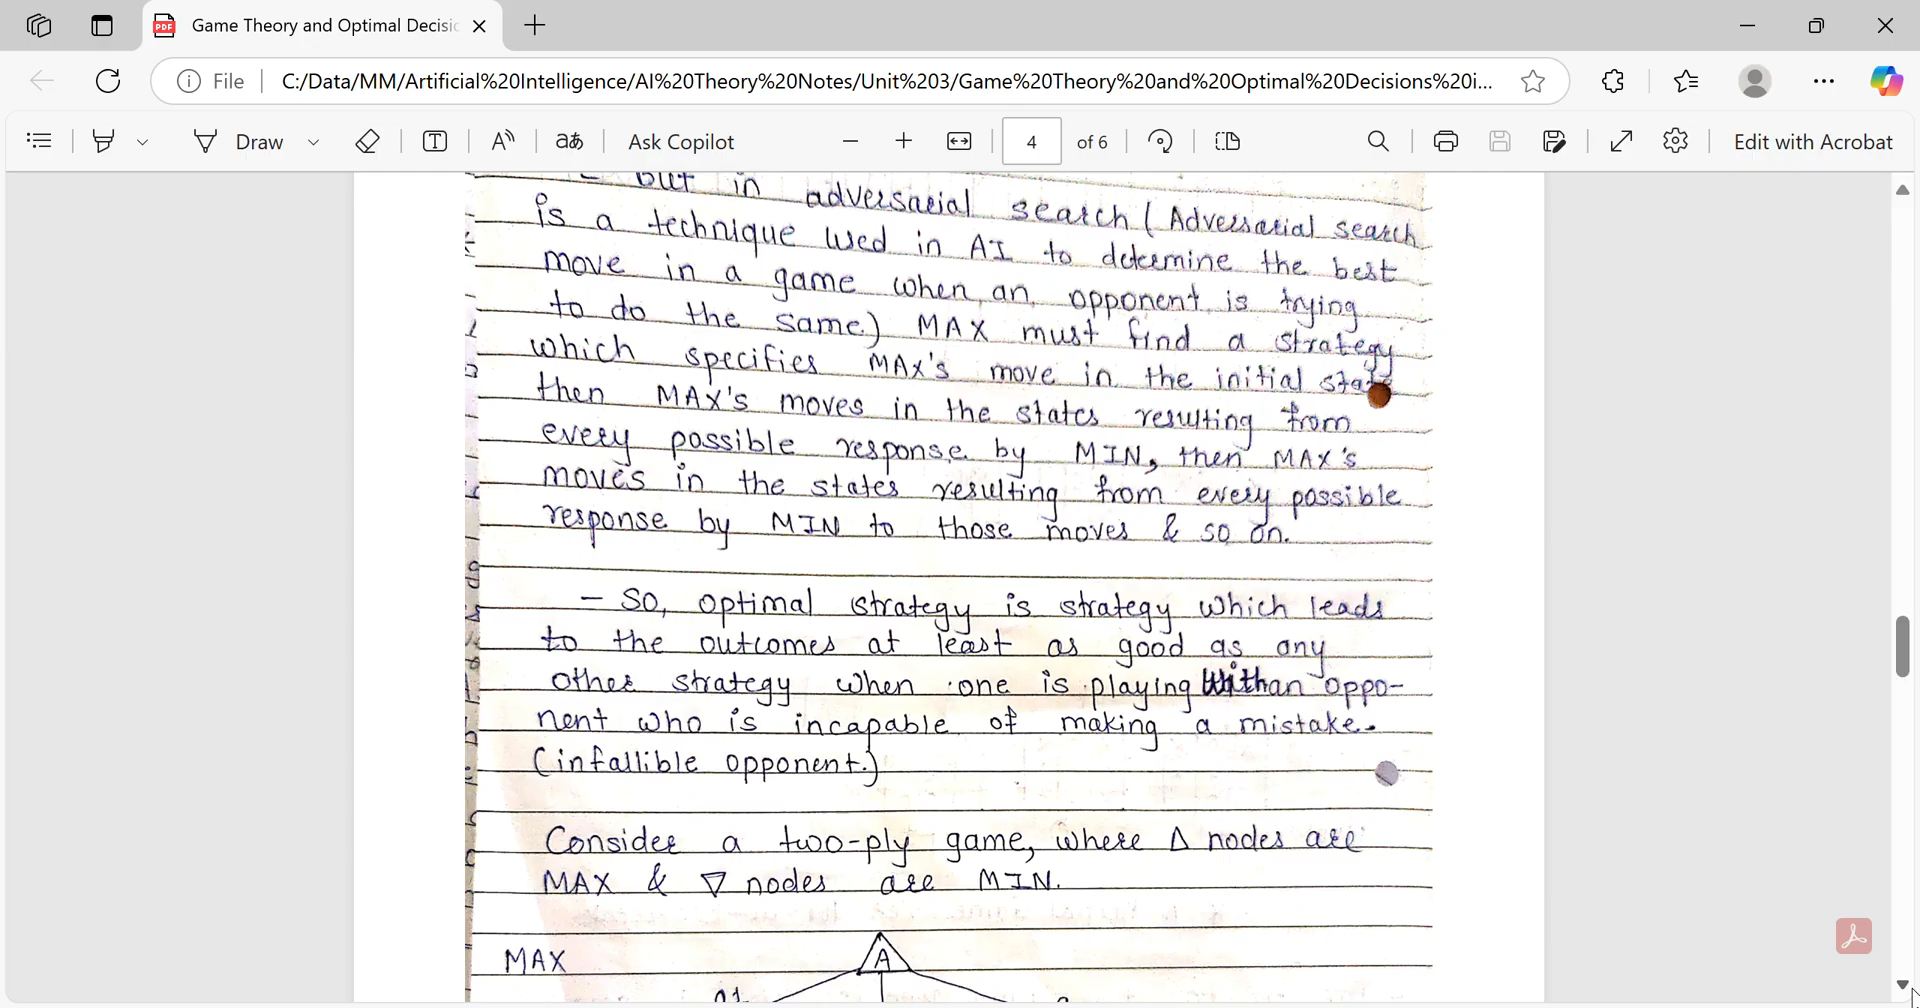 Game Theory and Optimal Decisic
File
C:/Data/MM/Artificial%20Intelligence/AI%20Theory%20Notes/Unit%203/Game%20Theory%20and%20Optimal%20Decisions%20i...
Draw
Ask Copilot
4 of 6
Edit with Acrobat
- But in adversarial search (Adversarial search
is a technique used in AI to determine the best
move in a game when an opponent is trying
to do the same) MAX must find a strategy
which specifies MAX's move in the initial state
then MAX's moves in the states resulting from
every possible response by MIN, then MAX's
moves in the states resulting from every possible
response by MIN to those moves & so on.
- So, optimal strategy is strategy which leads
to the outcomes at least as good as any
other strategy when one is playing with an oppo-
nent who is incapable of making a mistake.
(infallible opponent.)
Consider a two-ply game, where Δ nodes are
MAX & ∇ nodes are MIN.
MAX A